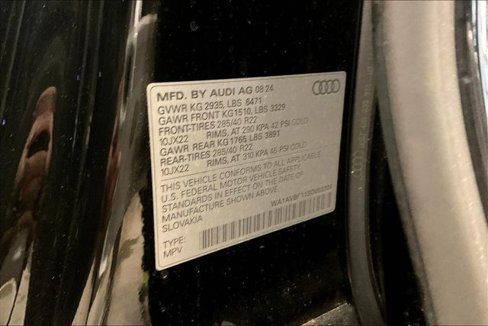 MFD. BY AUDI AG 08 24
GVWR KG 2935, LBS 6471
GAWR FRONT KG1510, LBS 3329
FRONT-TIRES 285/40 R22
10JX22 RIMS, AT 290 KPA 42 PSI COLD
GAWR REAR KG 1765 LBS 3891
REAR-TIRES 285/40 R22
10JX22 RIMS, AT 310 KPA 45 PSI COLD
THIS VEHICLE CONFORMS TO ALL APPLICABLE
U.S. FEDERAL MOTOR VEHICLE SAFETY
STANDARDS IN EFFECT ON THE DATE OF
MANUFACTURE SHOWN ABOVE.
SLOVAKIA
TYPE:
MPV